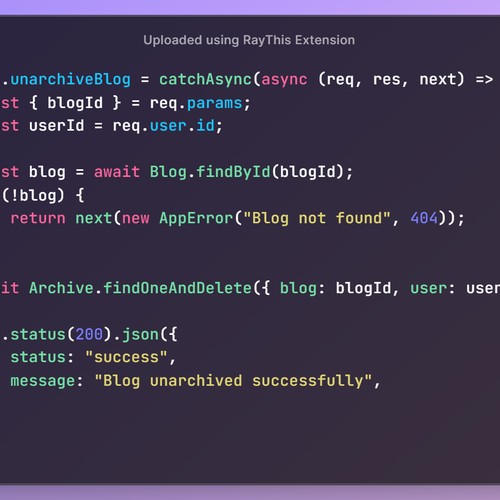 Uploaded using RayThis Extension
.unarchiveBlog = catchAsync(async (req, res, next) =>
st { blogId } = req.params;
st userId = req.user.id;
st blog = await Blog.findById(blogId);
(!blog) {
return next(new AppError("Blog not found", 404));
it Archive.findOneAndDelete({ blog: blogId, user: user
.status(200).json({
status: "success",
message: "Blog unarchived successfully",